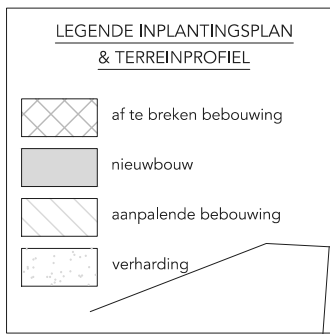 LEGENDE INPLANTINGSPLAN
& TERREINPROFIEL
af te breken bebouwing
nieuwbouw
aanpalende bebouwing
verharding